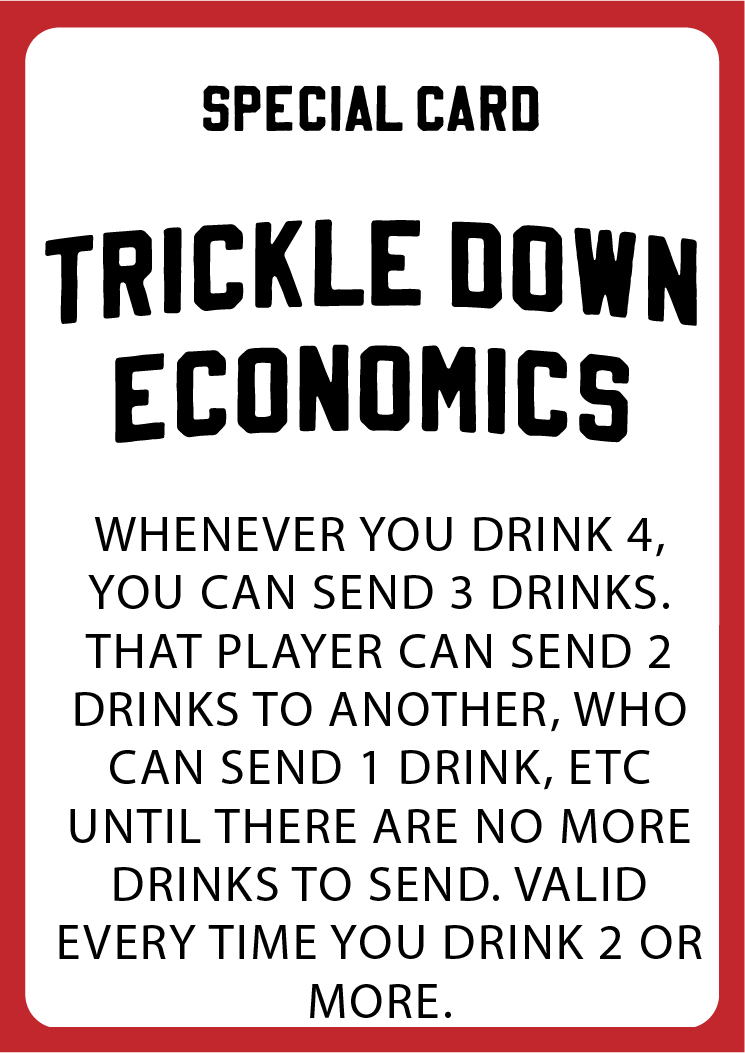 SPECIAL CARD
TRICKLE DOWN
ECONOMICS
WHENEVER YOU DRINK 4,
YOU CAN SEND 3 DRINKS.
THAT PLAYER CAN SEND 2
DRINKS TO ANOTHER, WHO
CAN SEND 1 DRINK, ETC
UNTIL THERE ARE NO MORE
DRINKS TO SEND. VALID
EVERY TIME YOU DRINK 2 OR
MORE.